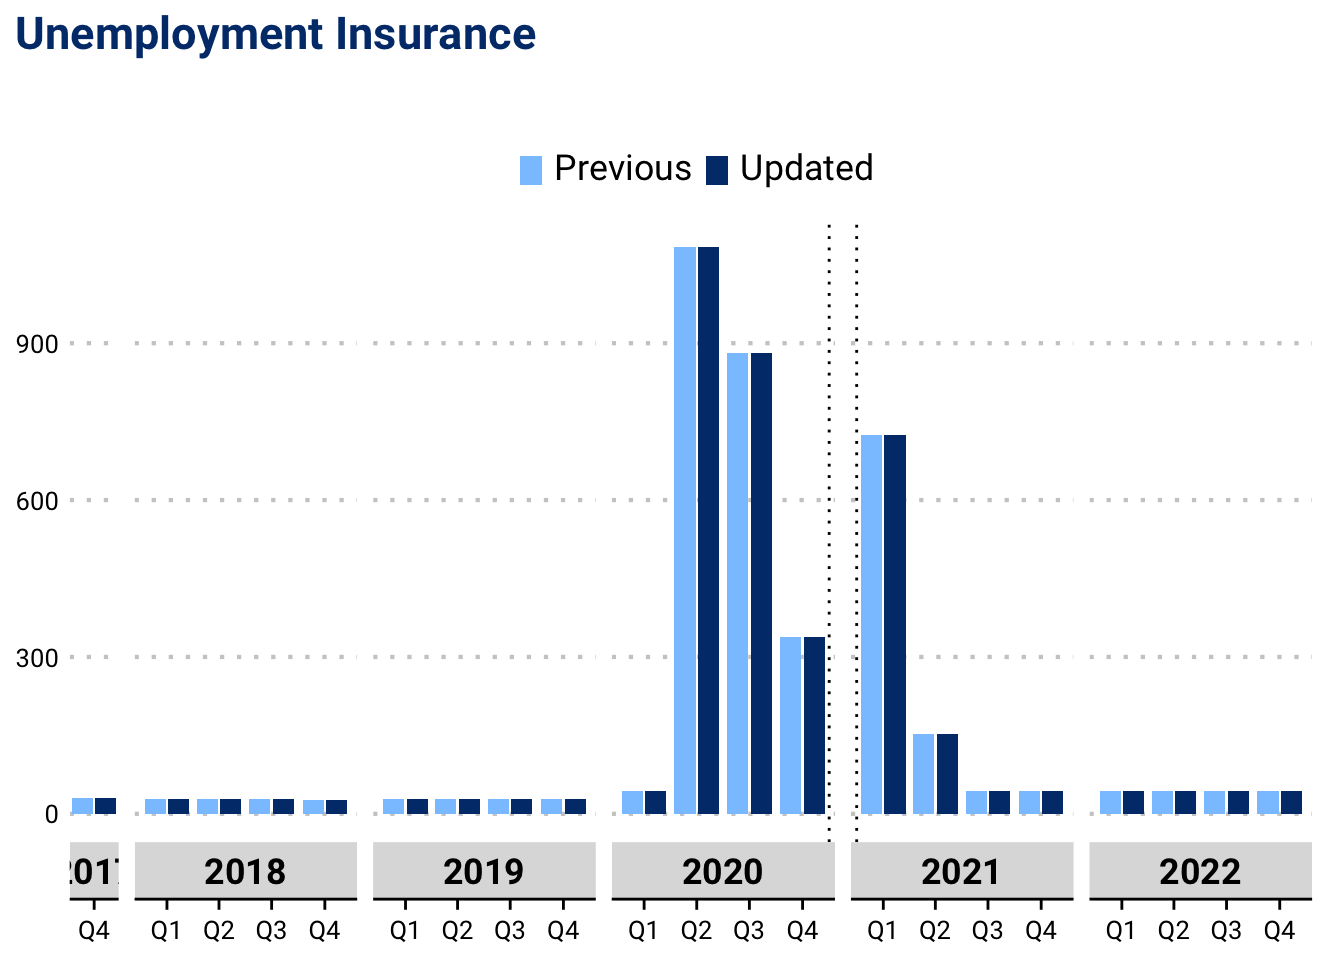 Unemployment Insurance
Previous Updated
900
600
300
0
2017 2018 2019 2020 2021 2022
Q4 Q1 Q2 Q3 Q4 Q1 Q2 Q3 Q4 Q1 Q2 Q3 Q4 Q1 Q2 Q3 Q4 Q1 Q2 Q3 Q4